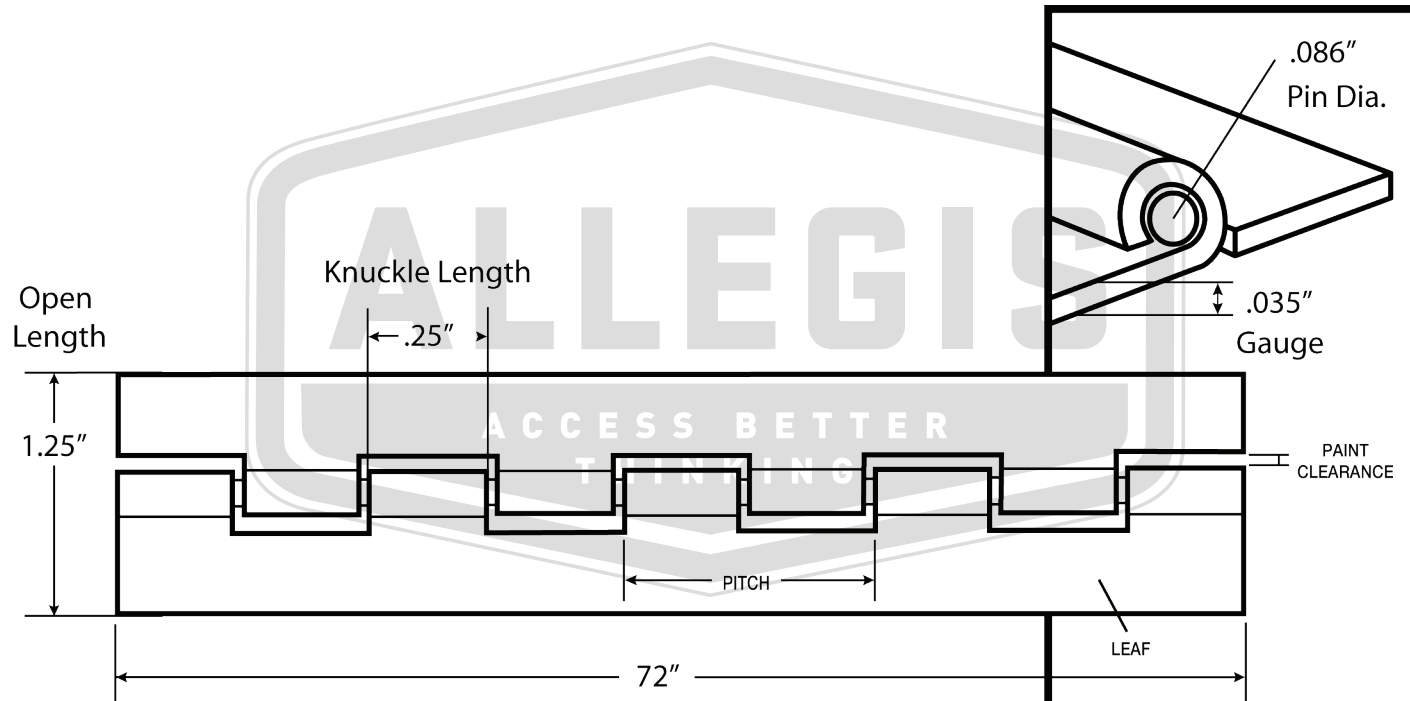 .086"
Pin Dia.
ALLEGIS
Knuckle Length
Open
Length
.25"
.035"
Gauge
ACCESS BETTER
THINKING
1.25"
PAINT
CLEARANCE
PITCH
LEAF
72"